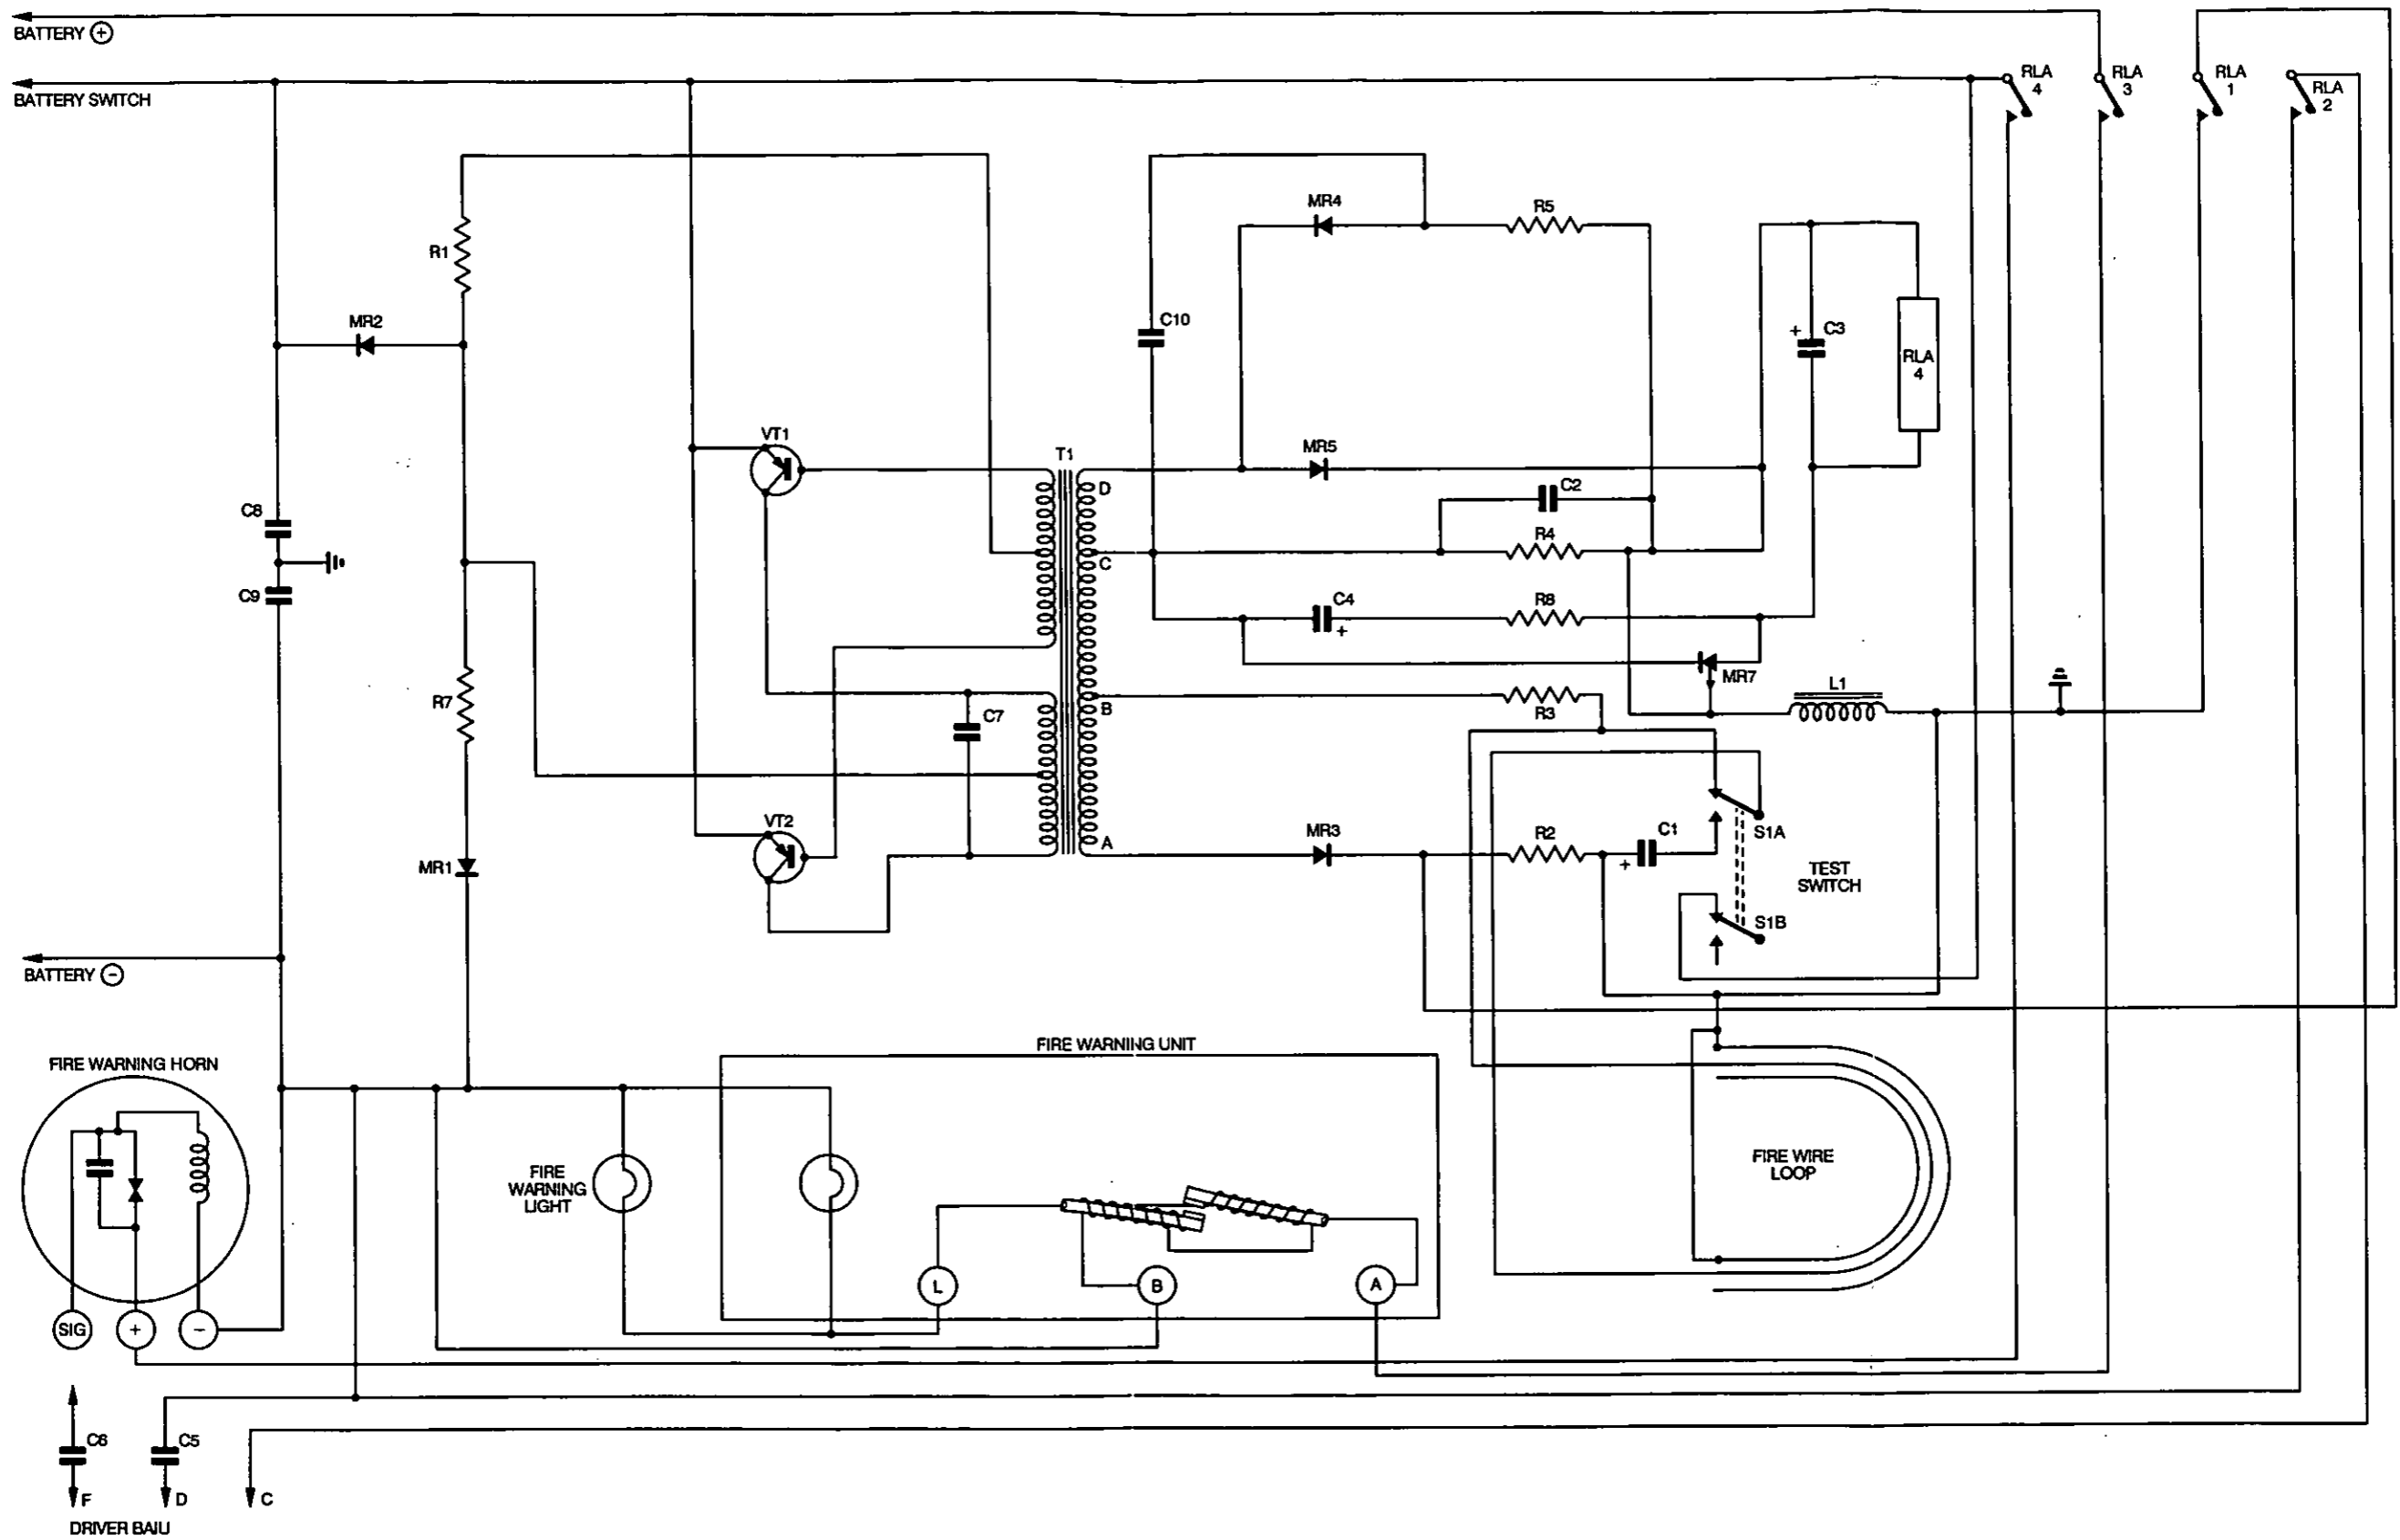 BATTERY +
BATTERY SWITCH
RLA
4
RLA
3
RLA
1
RLA
2
R1
MR4
R5
MR2
C10
+
C3
RLA
4
VT1
T1
MR5
D
C2
C8
R4
C
C9
C4
+
R8
MR7
L1
R7
B
R3
C7
VT2
A
MR3
R2
C1
+
S1A
TEST
SWITCH
MR1
S1B
BATTERY −
FIRE WARNING HORN
FIRE WARNING UNIT
FIRE
WARNING
LIGHT
FIRE WIRE
LOOP
L
B
A
SIG
+
−
C6
C5
F
D
C
DRIVER BAIU